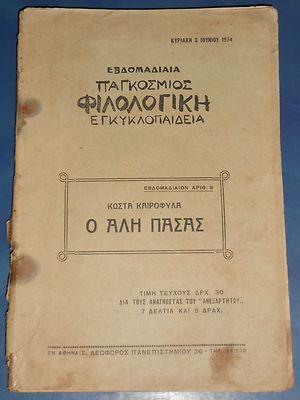 ΚΥΡΙΑΚΗ 3 ΙΟΥΝΙΟΥ 1934
ΕΒΔΟΜΑΔΙΑΙΑ
ΠΑΓΚΟΣΜΙΟΣ
ΦΙΛΟΛΟΓΙΚΗ
ΕΓΚΥΚΛΟΠΑΙΔΕΙΑ
ΕΒΔΟΜΑΔΙΑΙΟΝ ΑΡΙΘ. 8
ΚΩΣΤΑ ΚΑΙΡΟΦΥΛΑ
Ο ΑΛΗ ΠΑΣΑΣ
ΤΙΜΗ ΤΕΥΧΟΥΣ ΔΡΧ. 30
ΔΙΑ ΤΟΥΣ ΑΝΑΓΝΩΣΤΑΣ ΤΟΥ "ΑΝΕΞΑΡΤΗΤΟΥ„
7 ΔΕΛΤΙΑ ΚΑΙ 5 ΔΡΑΧ.
ΕΝ ΑΘΗΝΑΙΣ, ΛΕΩΦΟΡΟΣ ΠΑΝΕΠΙΣΤΗΜΙΟΥ 36 - ΤΗΛ.